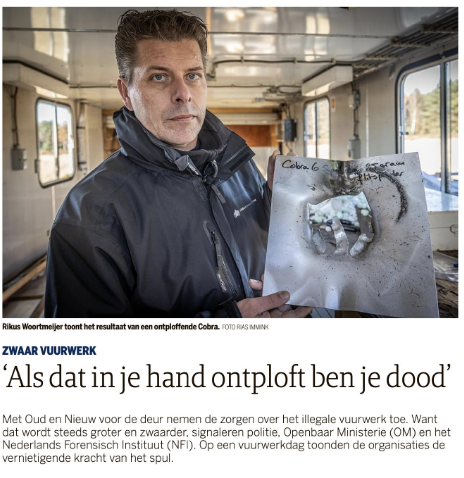 Cobra 6
Rikus Woortmeijer toont het resultaat van een ontploffende Cobra. FOTO RIAS IMMINK
ZWAAR VUURWERK
‘Als dat in je hand ontploft ben je dood’
Met Oud en Nieuw voor de deur nemen de zorgen over het illegale vuurwerk toe. Want
dat wordt steeds groter en zwaarder, signaleren politie, Openbaar Ministerie (OM) en het
Nederlands Forensisch Instituut (NFI). Op een vuurwerkdag toonden de organisaties de
vernietigende kracht van het spul.